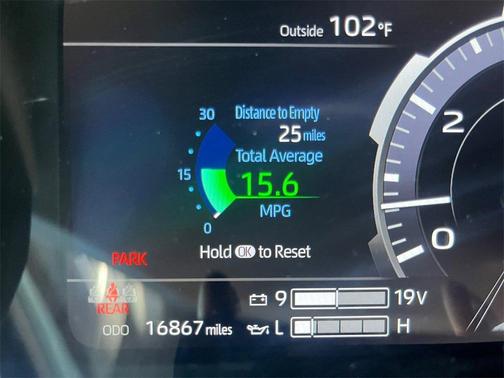 Outside 102°F
30
Distance to Empty
25 miles
Total Average
15
15.6
MPG
0
Hold OK to Reset
PARK
REAR
ODO 16867 miles
9 19V
L H
2
0